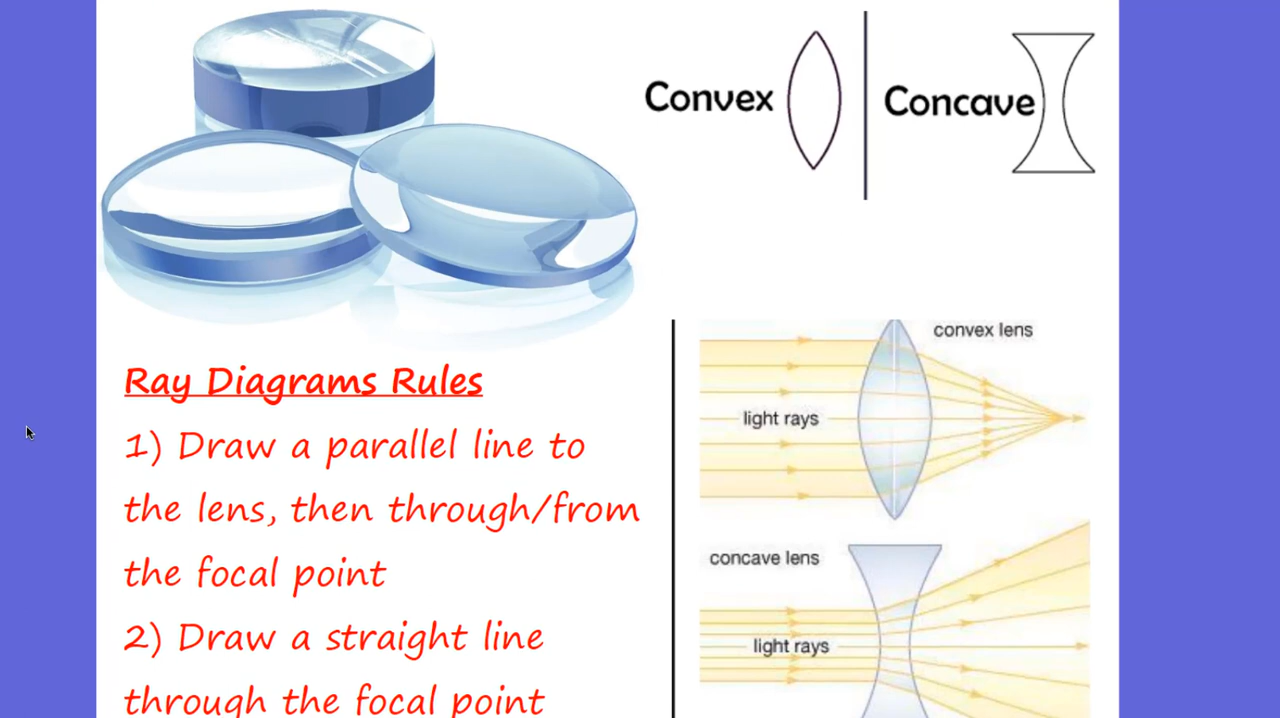 Convex
Concave
Ray Diagrams Rules
1) Draw a parallel line to
the lens, then through/from
the focal point
2) Draw a straight line
through the focal point
convex lens
light rays
concave lens
light rays